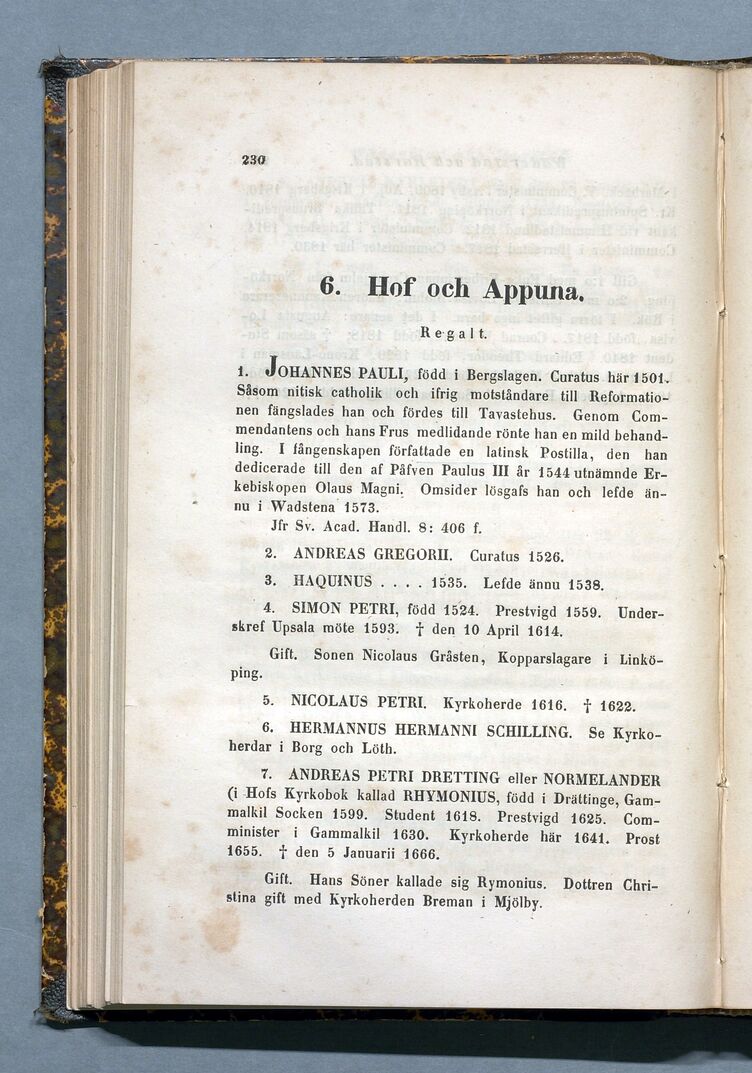 230
6. Hof och Appuna.
Regalt.
1. JOHANNES PAULI, född i Bergslagen. Curatus här 1501.
Såsom nitisk catholik och ifrig motståndare till Reformatio-
nen fängslades han och fördes till Tavastehus. Genom Com-
mendantens och hans Frus medlidande rönte han en mild behand-
ling. I fångenskapen författade en latinsk Postilla, den han
dedicerade till den af Påfven Paulus III år 1544 utnämnde Er-
kebiskopen Olaus Magni. Omsider lösgafs han och lefde än-
nu i Wadstena 1573.
Jfr Sv. Acad. Handl. 8: 406 f.
2. ANDREAS GREGORII. Curatus 1526.
3. HAQUINUS . . . . 1535. Lefde ännu 1538.
4. SIMON PETRI, född 1524. Prestvigd 1559. Under-
skref Upsala möte 1593. † den 10 April 1614.
Gift. Sonen Nicolaus Gråsten, Kopparslagare i Linkö-
ping.
5. NICOLAUS PETRI. Kyrkoherde 1616. † 1622.
6. HERMANNUS HERMANNI SCHILLING. Se Kyrko-
herdar i Borg och Löth.
7. ANDREAS PETRI DRETTING eller NORMELANDER
(i Hofs Kyrkobok kallad RHYMONIUS, född i Drättinge, Gam-
malkil Socken 1599. Student 1618. Prestvigd 1625. Com-
minister i Gammalkil 1630. Kyrkoherde här 1641. Prost
1655. † den 5 Januarii 1666.
Gift. Hans Söner kallade sig Rymonius. Dottren Chri-
stina gift med Kyrkoherden Breman i Mjölby.